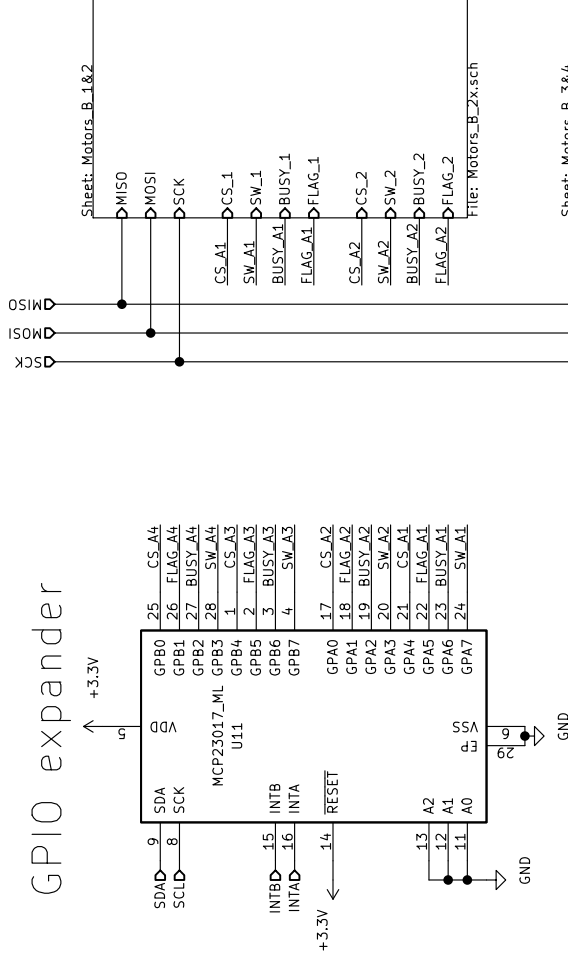 Sheet: Motors_B_1&2
MISO
MOSI
SCK
CS_1
SW_1
BUSY_1
FLAG_1
CS_2
SW_2
BUSY_2
FLAG_2
File: Motors_B_2x.sch
CS_A1
SW_A1
BUSY_A1
FLAG_A1
CS_A2
SW_A2
BUSY_A2
FLAG_A2
MISO
MOSI
SCK
GPIO expander
+3.3V
5
VDD
MCP23017_ML
U11
SDA 9 SDA
SCL 8 SCK
INTB 15 INTB
INTA 16 INTA
+3.3V 14 RESET
13 A2
12 A1
11 A0
GND
GPB0 25 CS_A4
GPB1 26 FLAG_A4
GPB2 27 BUSY_A4
GPB3 28 SW_A4
GPB4 1 CS_A3
GPB5 2 FLAG_A3
GPB6 3 BUSY_A3
GPB7 4 SW_A3
GPA0 17 CS_A2
GPA1 18 FLAG_A2
GPA2 19 BUSY_A2
GPA3 20 SW_A2
GPA4 21 CS_A1
GPA5 22 FLAG_A1
GPA6 23 BUSY_A1
GPA7 24 SW_A1
VSS 6
EP 29
GND